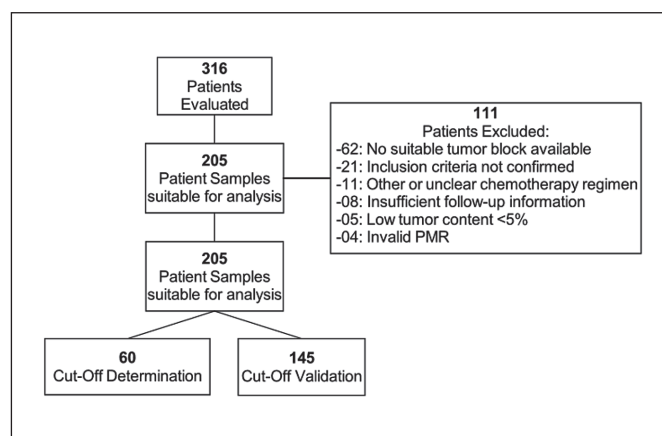 316
Patients
Evaluated
111
Patients Excluded:
-62: No suitable tumor block available
-21: Inclusion criteria not confirmed
-11: Other or unclear chemotherapy regimen
-08: Insufficient follow-up information
-05: Low tumor content <5%
-04: Invalid PMR
205
Patient Samples
suitable for analysis
205
Patient Samples
suitable for analysis
60
Cut-Off Determination
145
Cut-Off Validation